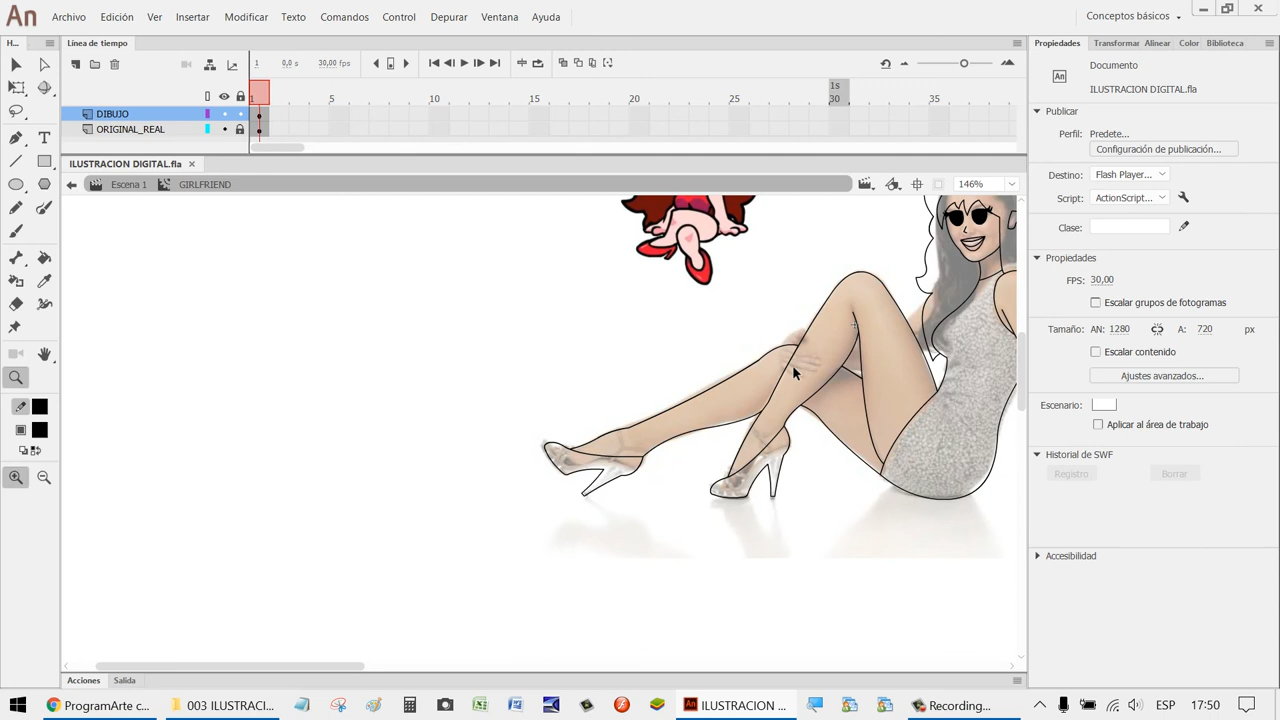 An Archivo Edición Ver Insertar Modificar Texto Comandos Control Depurar Ventana Ayuda Conceptos básicos
H... Línea de tiempo Propiedades Transformar Alinear Color Biblioteca
1 0,0 s 30,00 fps
An Documento
ILUSTRACION DIGITAL.fla
1s
1 5 10 15 20 25 30 35
DIBUJO
ORIGINAL_REAL
Publicar
Perfil: Predete...
Configuración de publicación...
ILUSTRACION DIGITAL.fla
Escena 1 GIRLFRIEND 146%
Destino: Flash Player...
Script: ActionScript...
Clase:
Propiedades
FPS: 30,00
Escalar grupos de fotogramas
Tamaño: AN: 1280 A: 720 px
Escalar contenido
Ajustes avanzados...
Escenario:
Aplicar al área de trabajo
Historial de SWF
Registro Borrar
Accesibilidad
Acciones Salida
ProgramArte c... 003 ILUSTRACI... An ILUSTRACION ... Recording... ESP 17:50